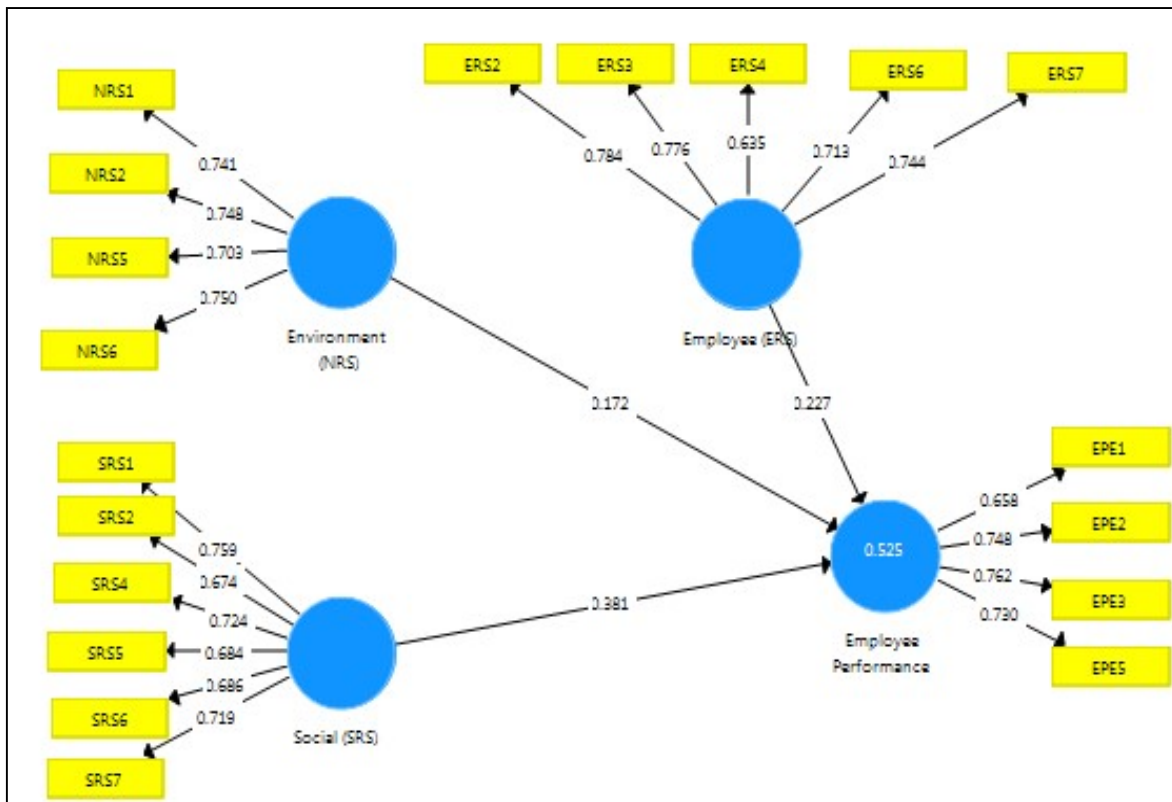 NRS1
0.741
NRS2
0.748
NRS5
0.703
NRS6
0.750
Environment
(NRS)
ERS2
ERS3
ERS4
ERS6
ERS7
0.784
0.776
0.635
0.713
0.744
Employee (ERS)
0.172
0.227
SRS1
0.759
SRS2
0.674
SRS4
0.724
SRS5
0.684
SRS6
0.686
SRS7
0.719
Social (SRS)
0.381
0.525
Employee
Performance
EPE1
0.658
EPE2
0.748
EPE3
0.762
EPE5
0.730